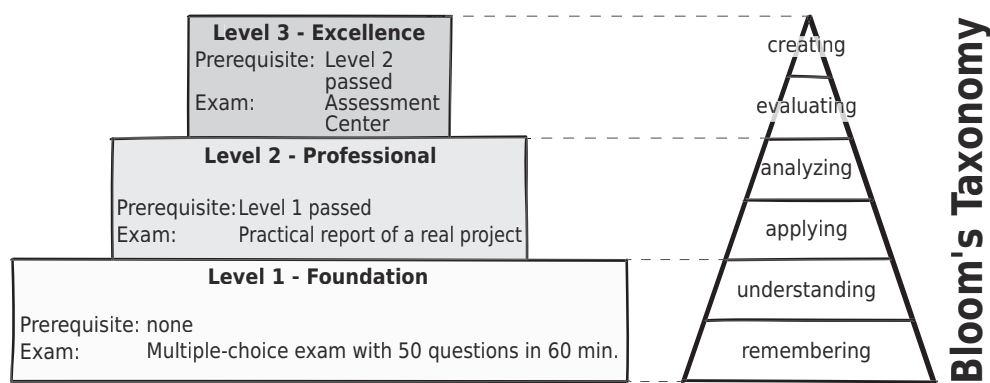 Level 3 - Excellence
Prerequisite: Level 2
passed
Exam: Assessment
Center
Level 2 - Professional
Prerequisite: Level 1 passed
Exam: Practical report of a real project
Level 1 - Foundation
Prerequisite: none
Exam: Multiple-choice exam with 50 questions in 60 min.
creating
evaluating
analyzing
applying
understanding
remembering
Bloom's Taxonomy